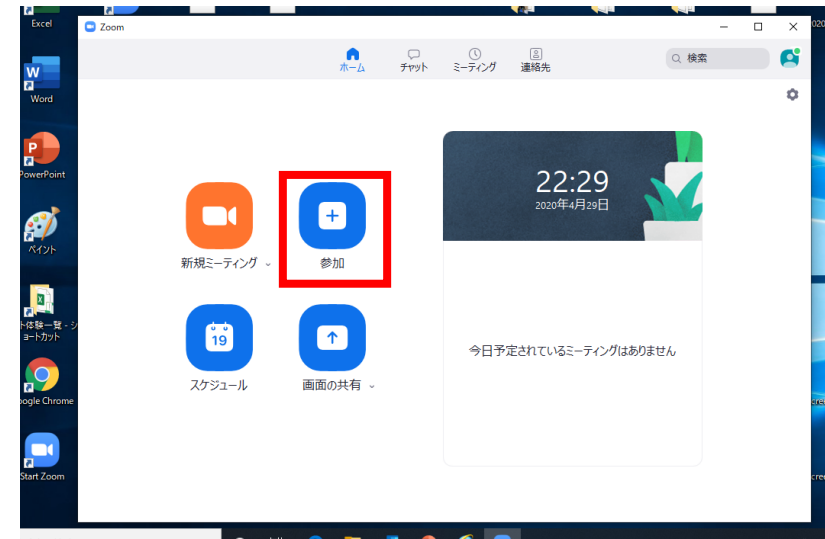 Excel
Zoom
ホーム
チャット
ミーティング
連絡先
検索
W
Word
P
PowerPoint
22:29
2020年4月29日
新規ミーティング
参加
ペイント
19
ト体験一覧 - シ
ョートカット
今日予定されているミーティングはありません
スケジュール
画面の共有
oogle Chrome
Start Zoom